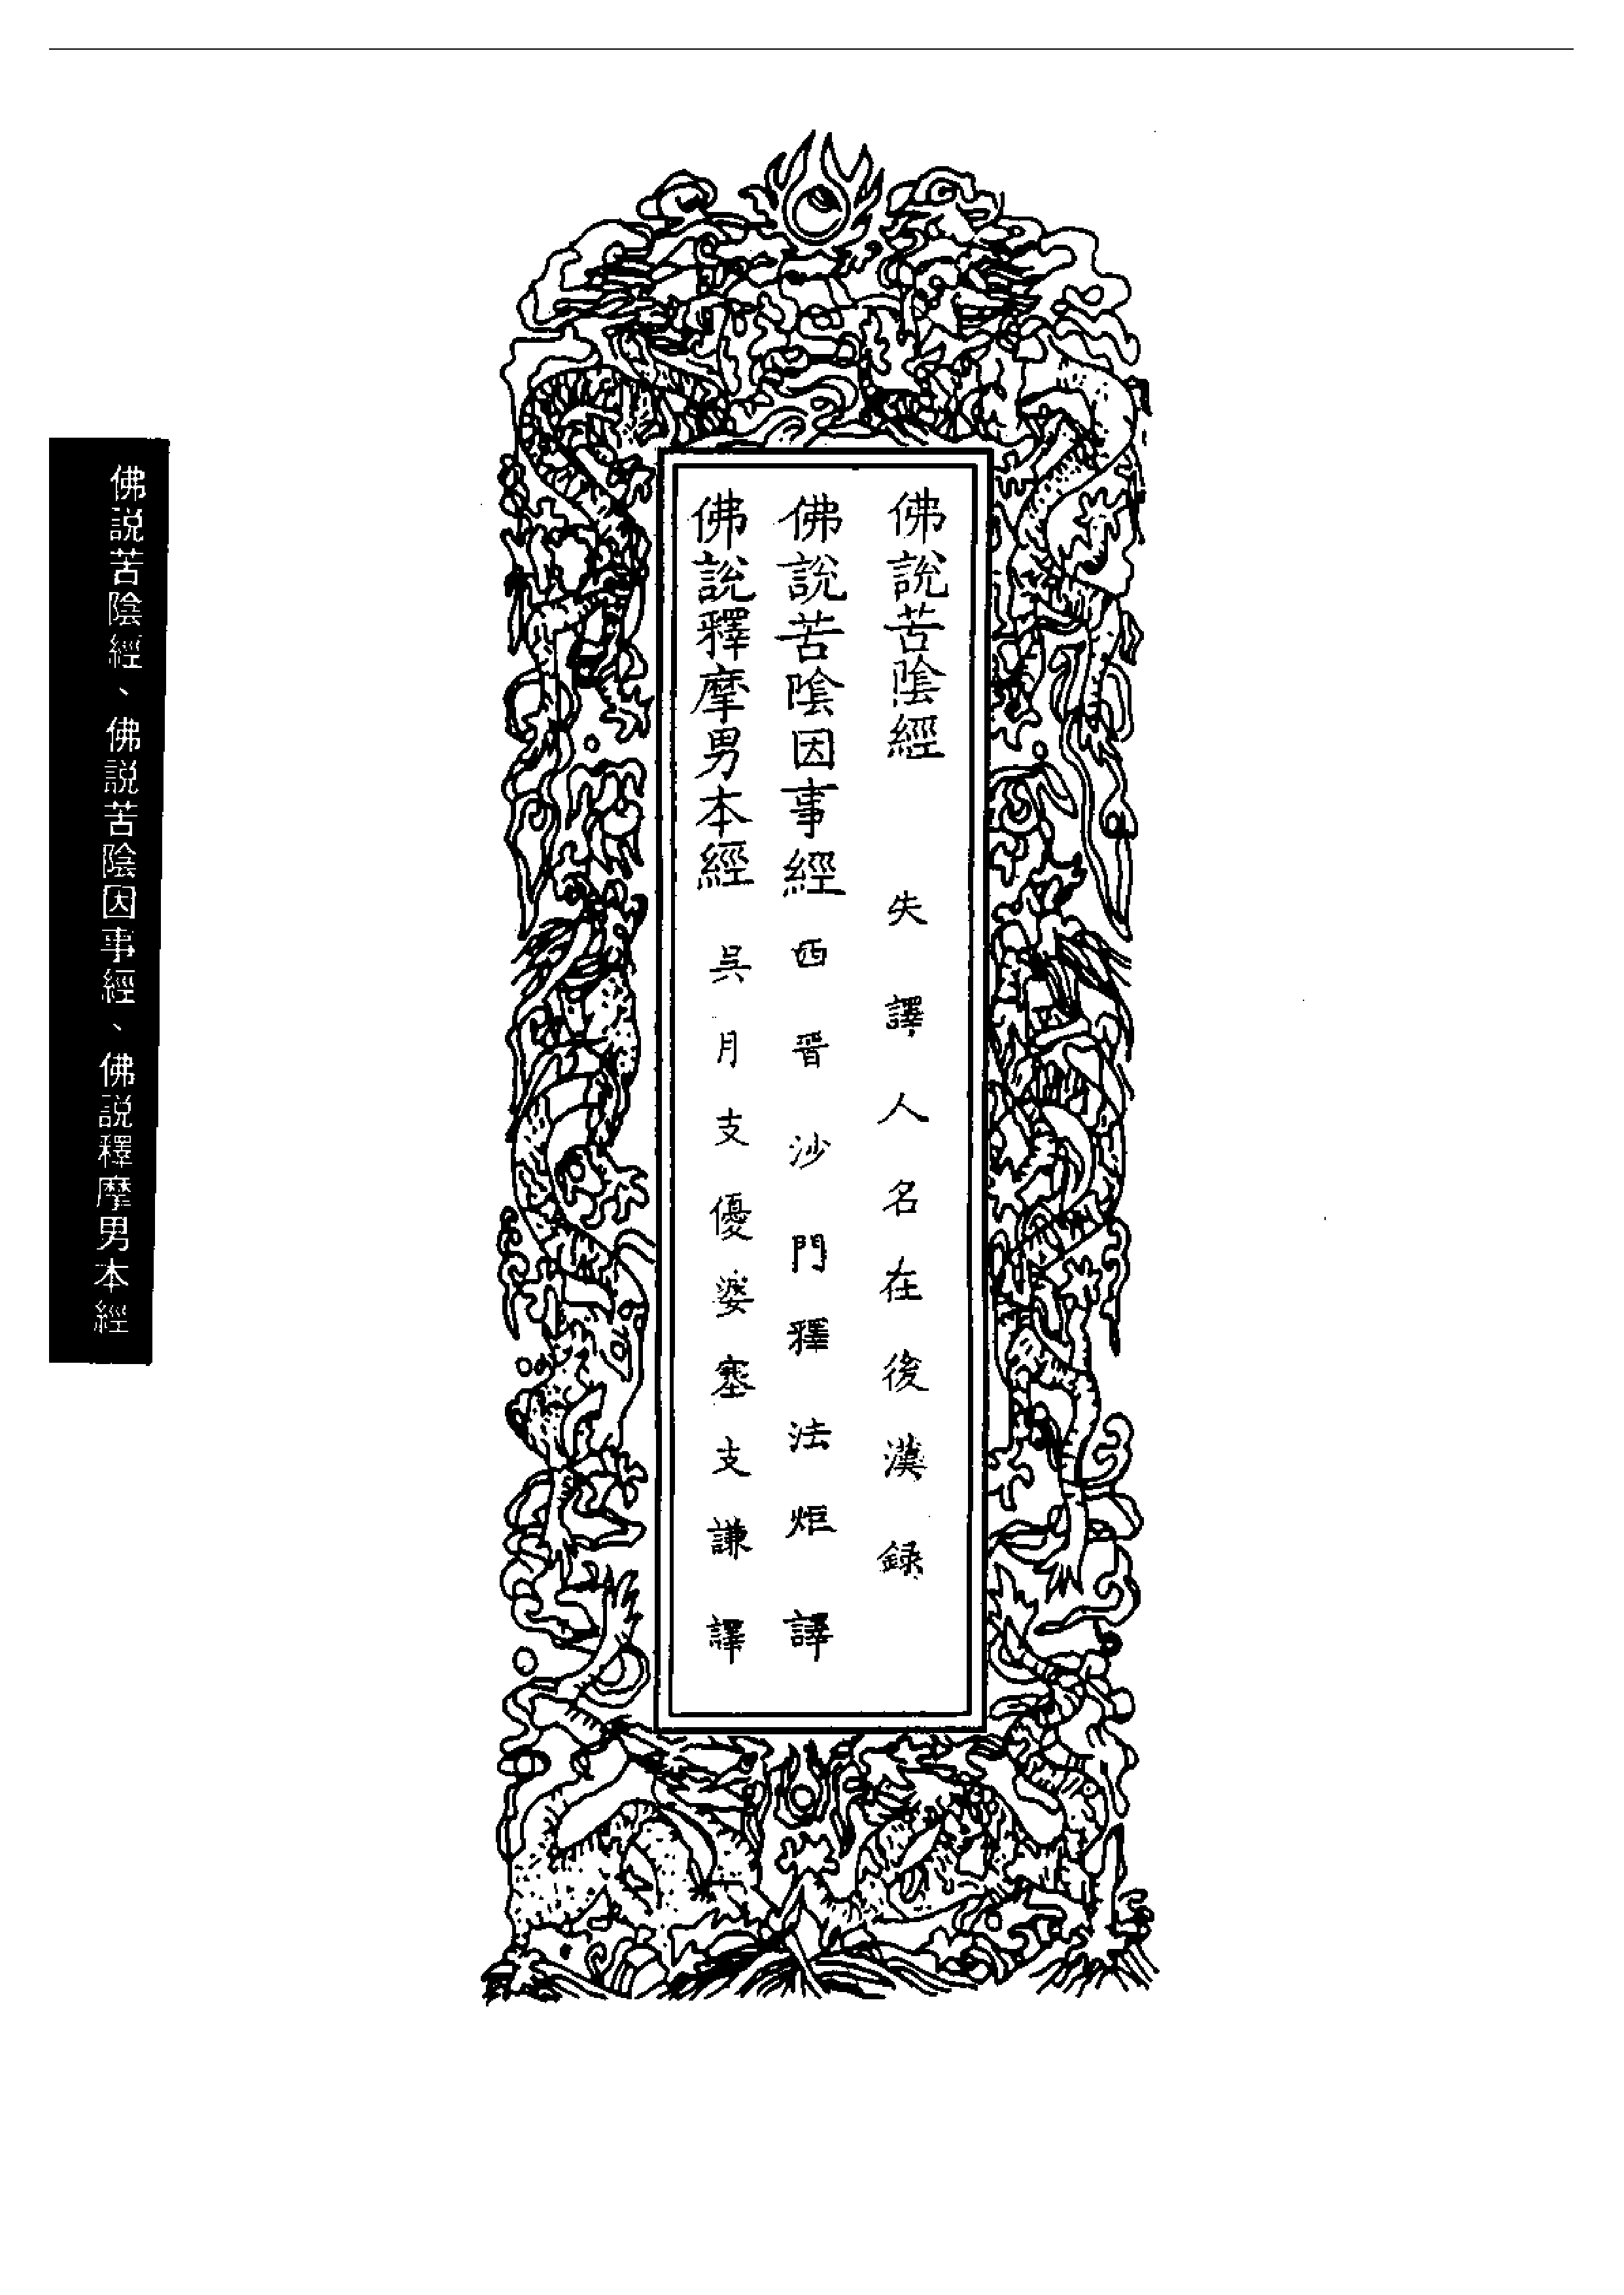 佛說苦陰經 失譯人名在後漢錄
佛說苦陰因事經 西晉沙門釋法炬譯
佛說釋摩男本經 吳月支優婆塞支謙譯
佛説苦陰經、佛説苦陰因事經、佛説釋摩男本經